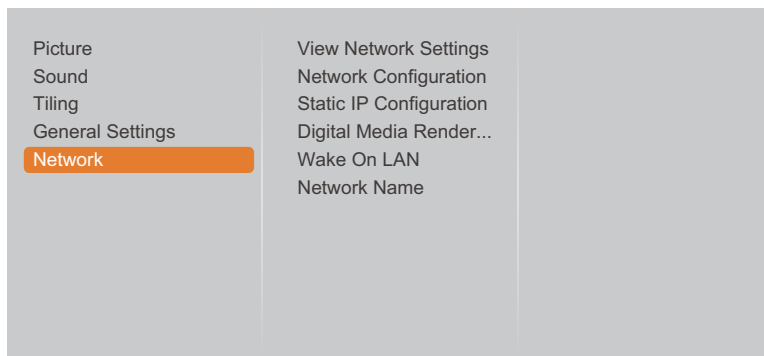 Picture
Sound
Tiling
General Settings
Network
View Network Settings
Network Configuration
Static IP Configuration
Digital Media Render...
Wake On LAN
Network Name